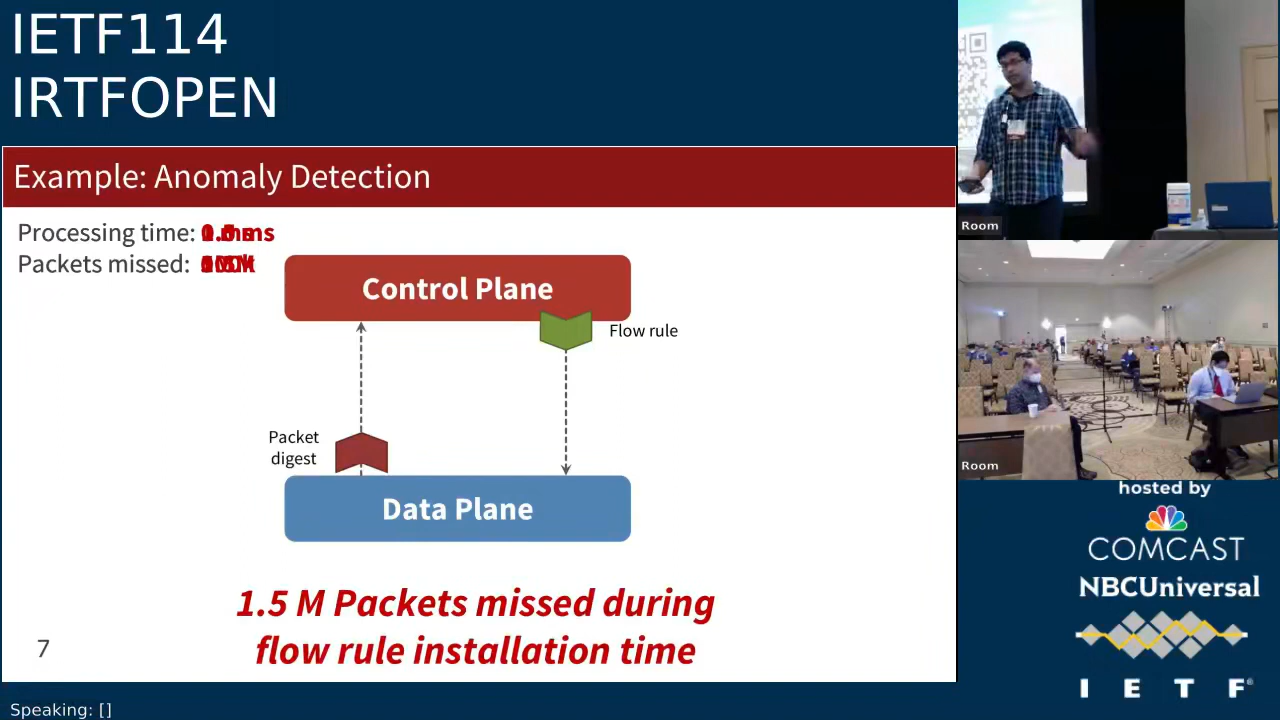 IETF114
IRTFOPEN
Example: Anomaly Detection
Processing time:
Packets missed:
Control Plane
Flow rule
Packet
digest
Data Plane
1.5 M Packets missed during
flow rule installation time
7
Speaking: []
Room
Room
hosted by
COMCAST
NBCUniversal
I E T F®